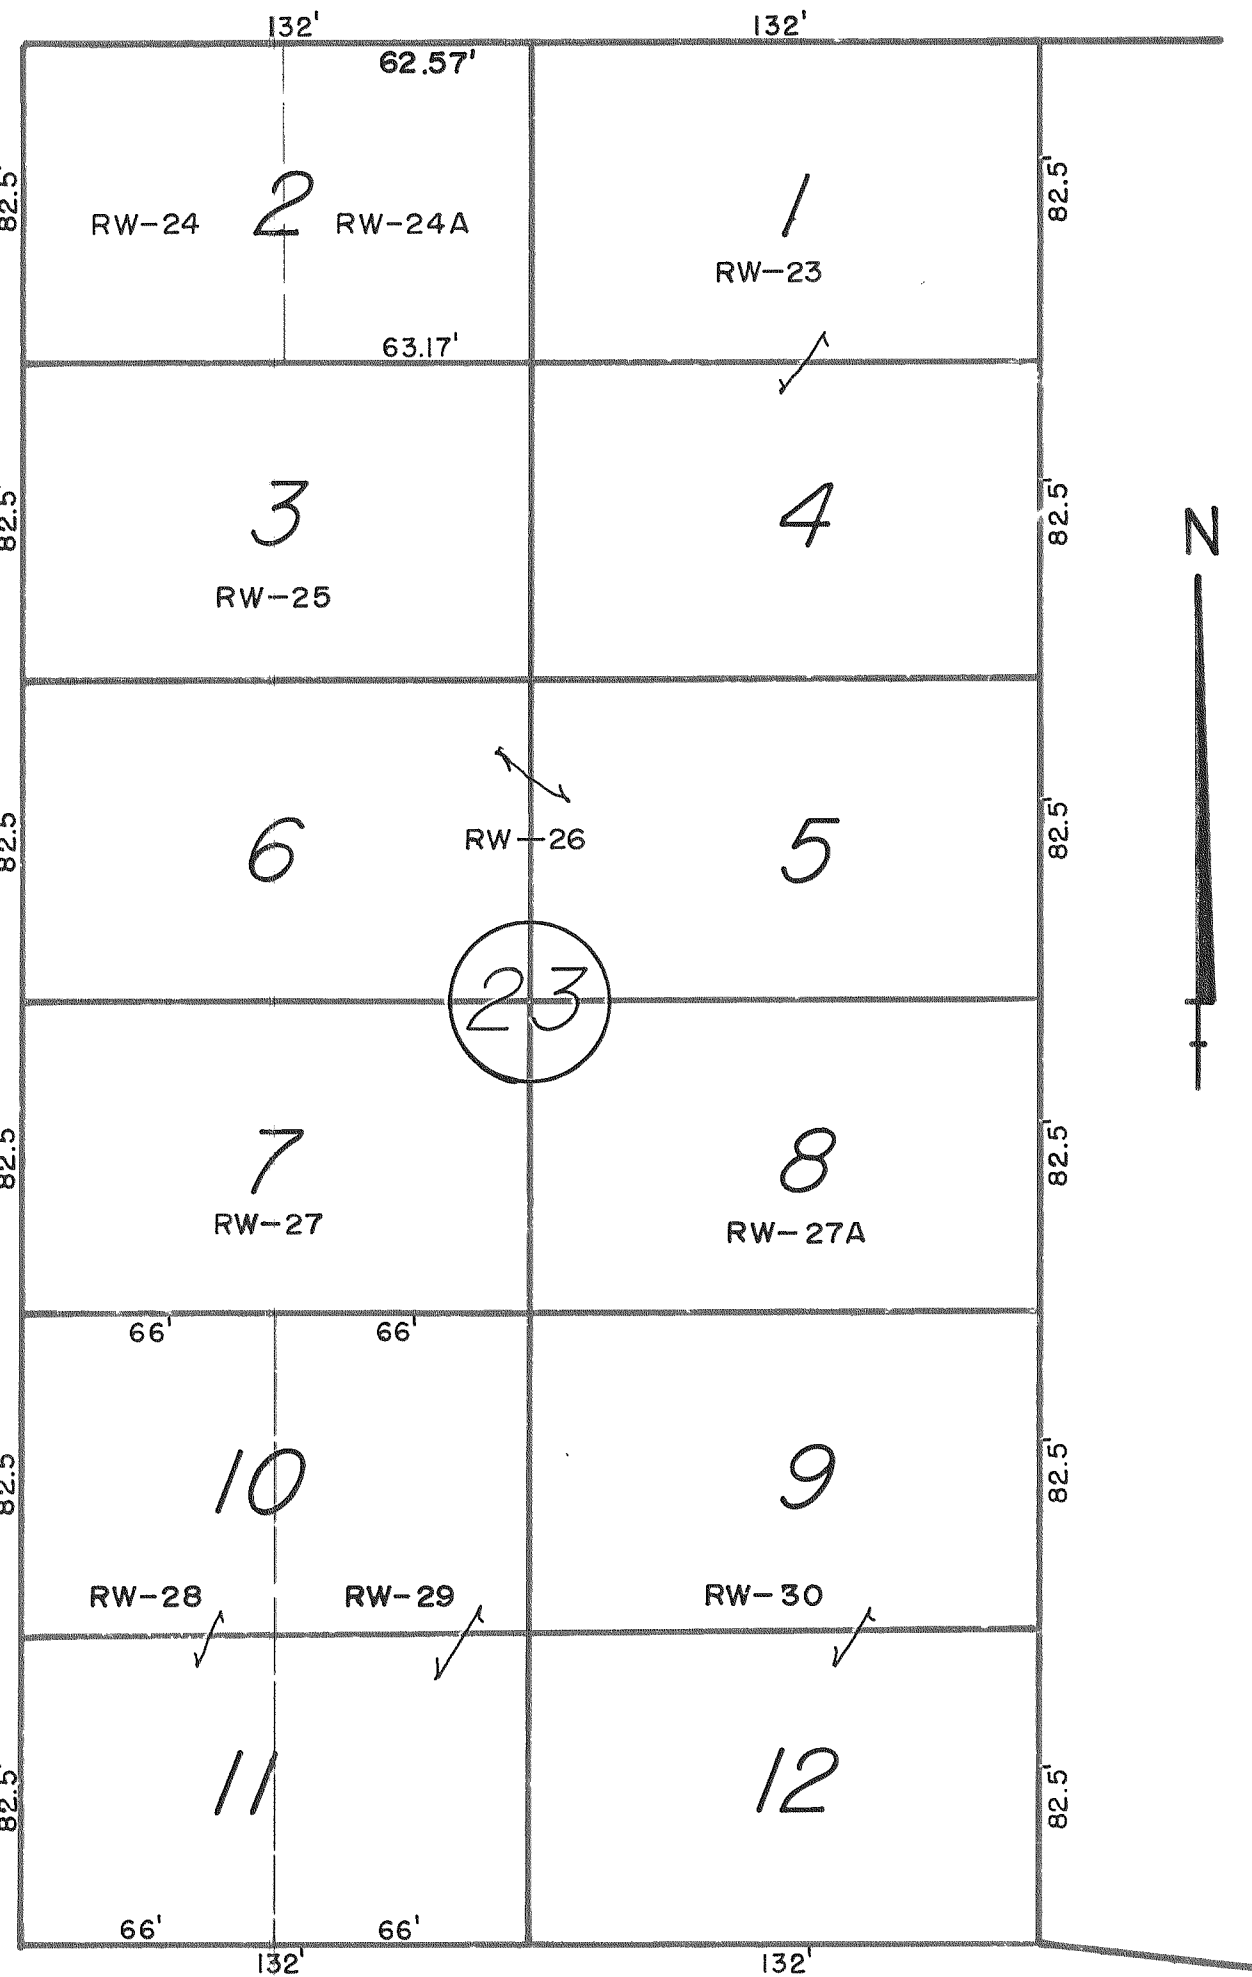 132' 132'
62.57'
82.5' 82.5'
2 1
RW-24 RW-24A
RW-23
63.17'
82.5' 3 4 82.5'
N
RW-25
82.5' 6 5 82.5'
RW-26
23
82.5' 7 8 82.5'
RW-27 RW-27A
66' 66'
82.5' 10 9 82.5'
RW-28 RW-29 RW-30
82.5' 11 12 82.5'
66' 66'
132' 132'